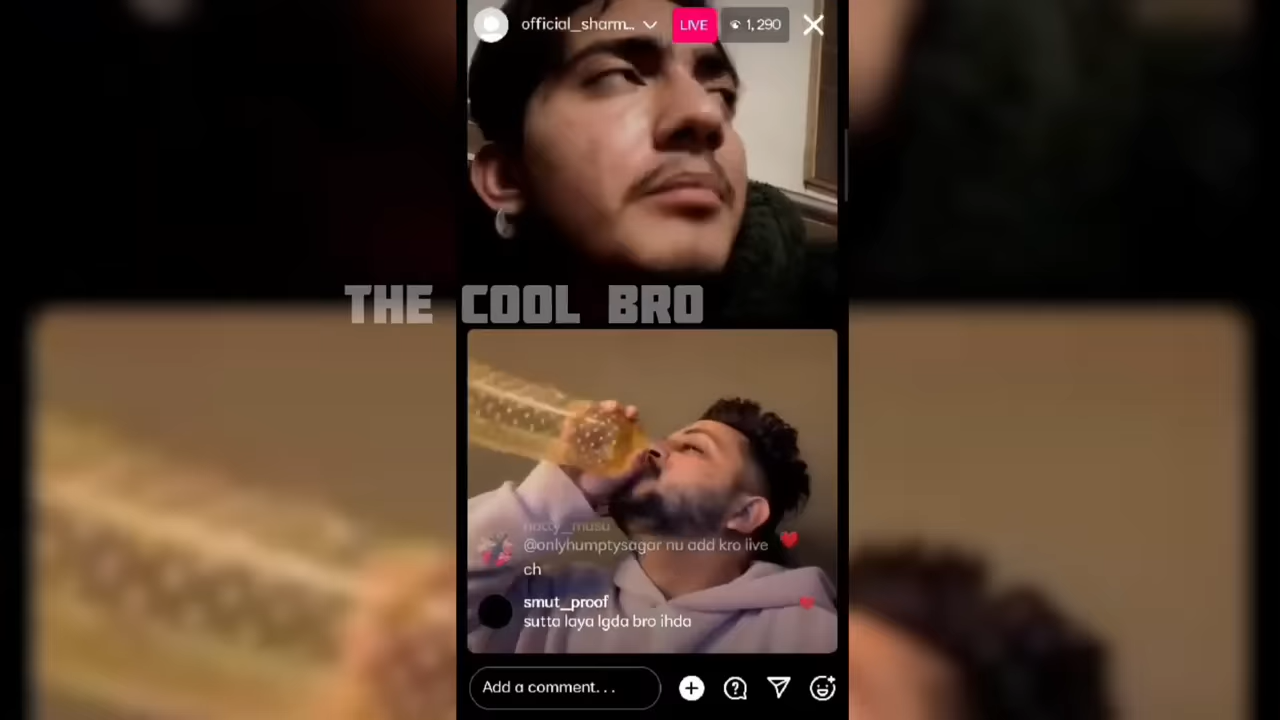 official_sharm..
LIVE
1,290
THE COOL BRO
@onlyhumptysagar nu add kro live
ch
smut_proof
sutta laya lgda bro ihda
Add a comment...